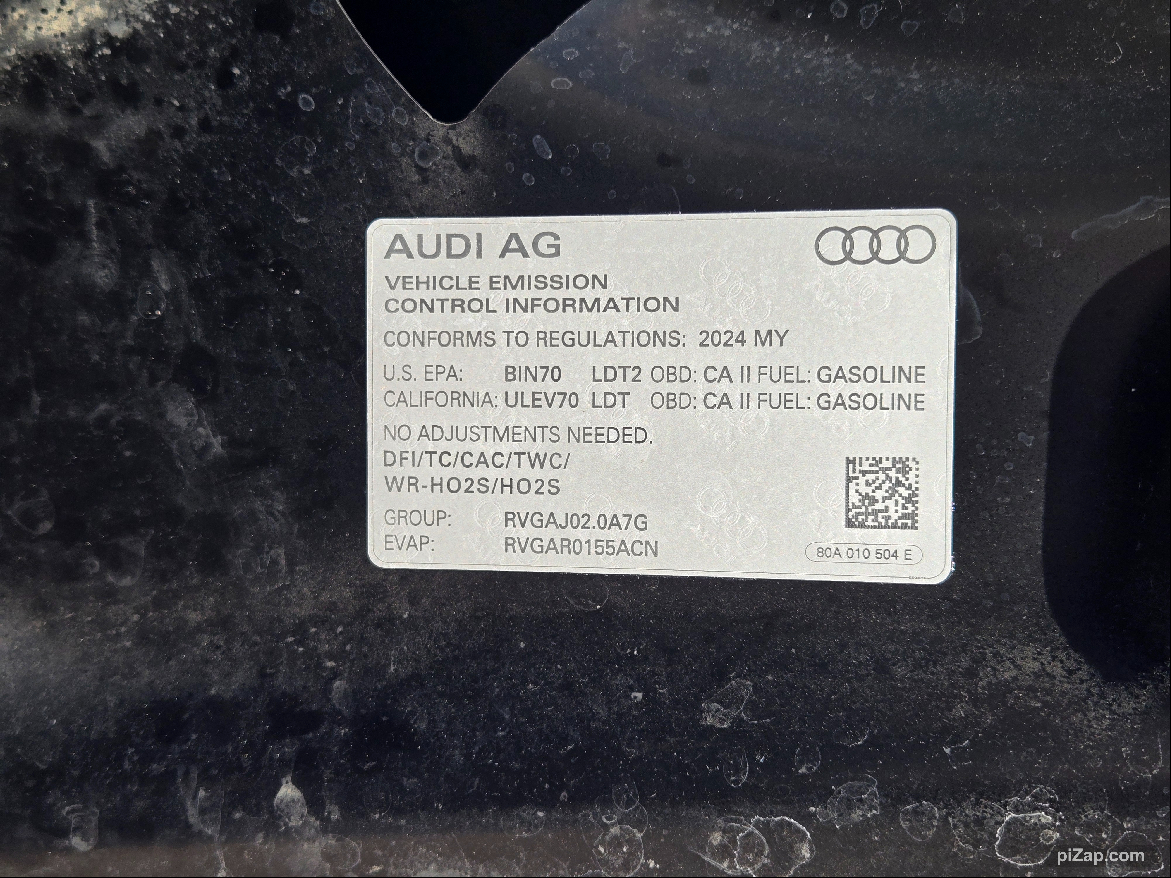 AUDI AG
VEHICLE EMISSION
CONTROL INFORMATION
CONFORMS TO REGULATIONS: 2024 MY
U.S. EPA: BIN70 LDT2 OBD: CA II FUEL: GASOLINE
CALIFORNIA: ULEV70 LDT OBD: CA II FUEL: GASOLINE
NO ADJUSTMENTS NEEDED.
DFI/TC/CAC/TWC/
WR-HO2S/HO2S
GROUP: RVGAJ02.0A7G
EVAP: RVGAR0155ACN
80A 010 504 E
piZap.com